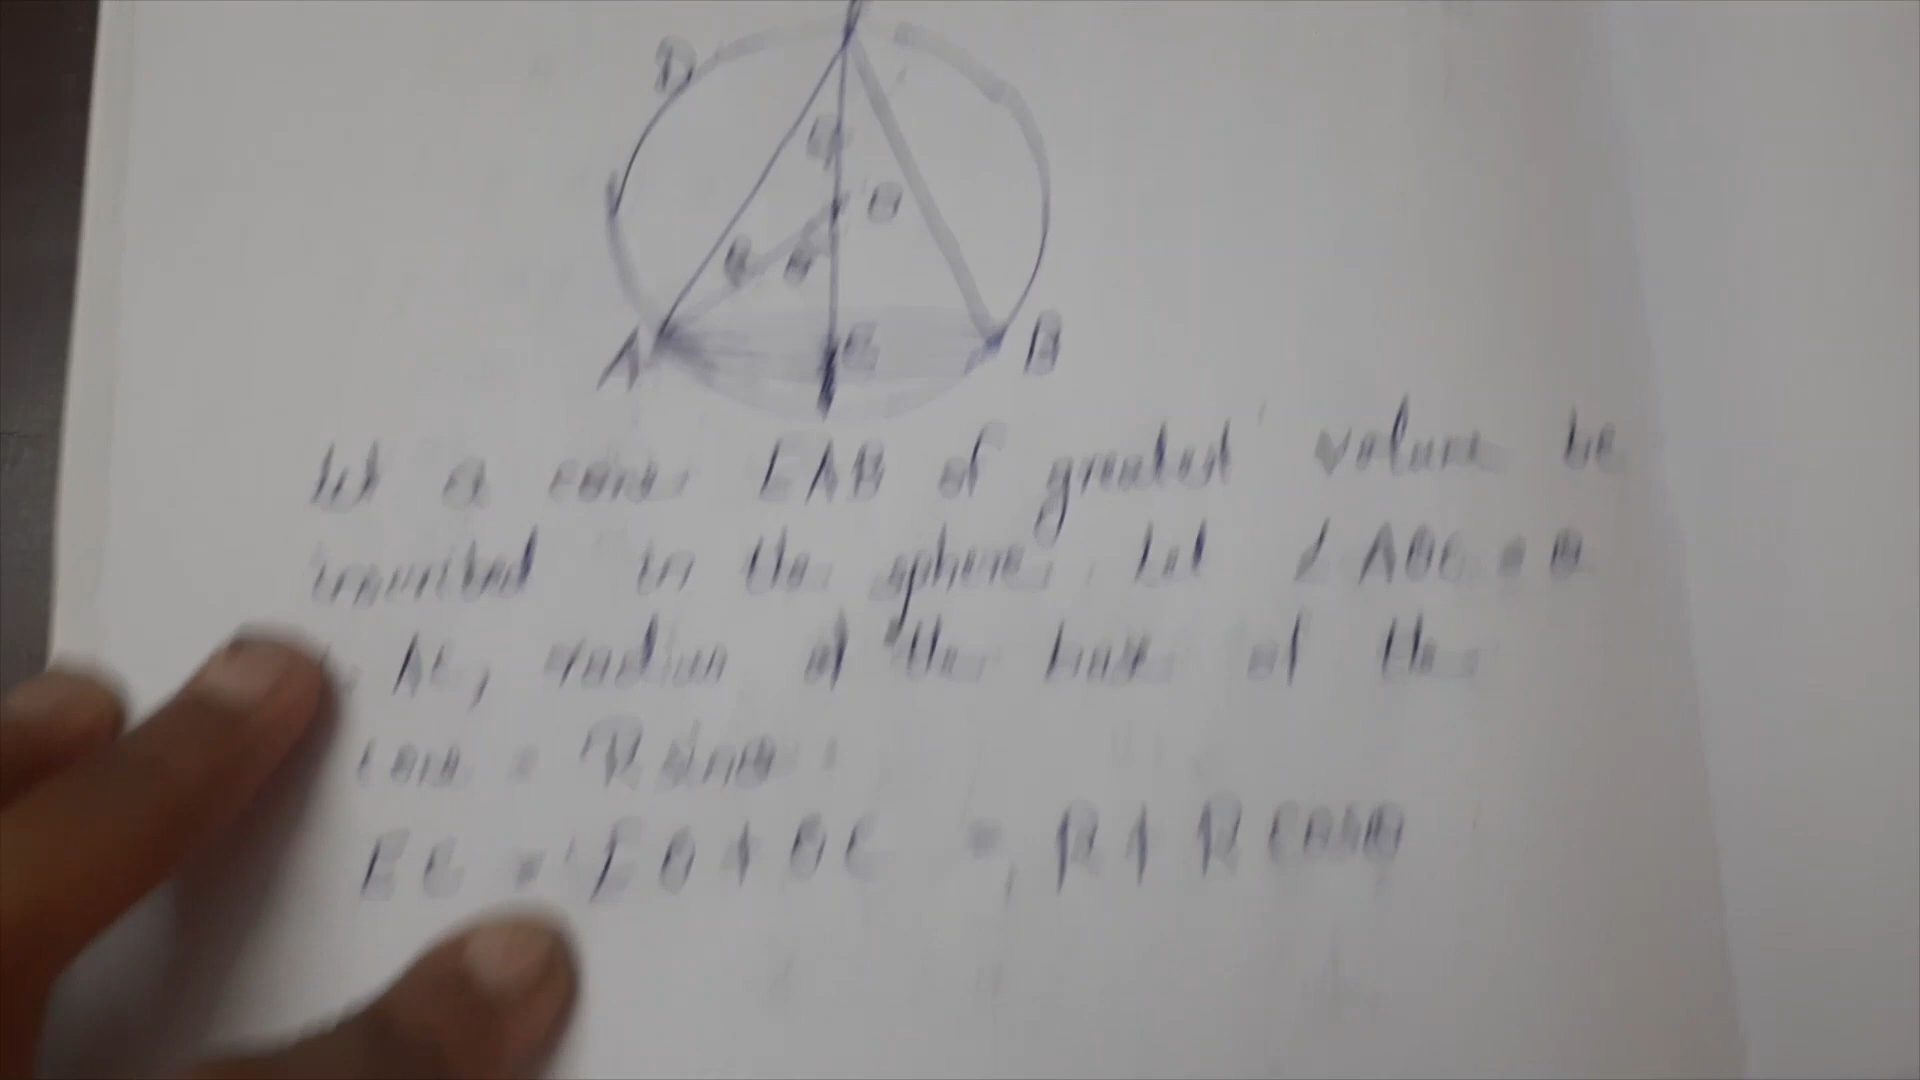 D
θ
O
R θ
A C B
Let a cone EAB of greatest volume be
inscribed in the sphere. Let ∠AOC = θ
∴ AC, radius of the base of the
cone = R sinθ
EC = EO + OC = R + R cosθ